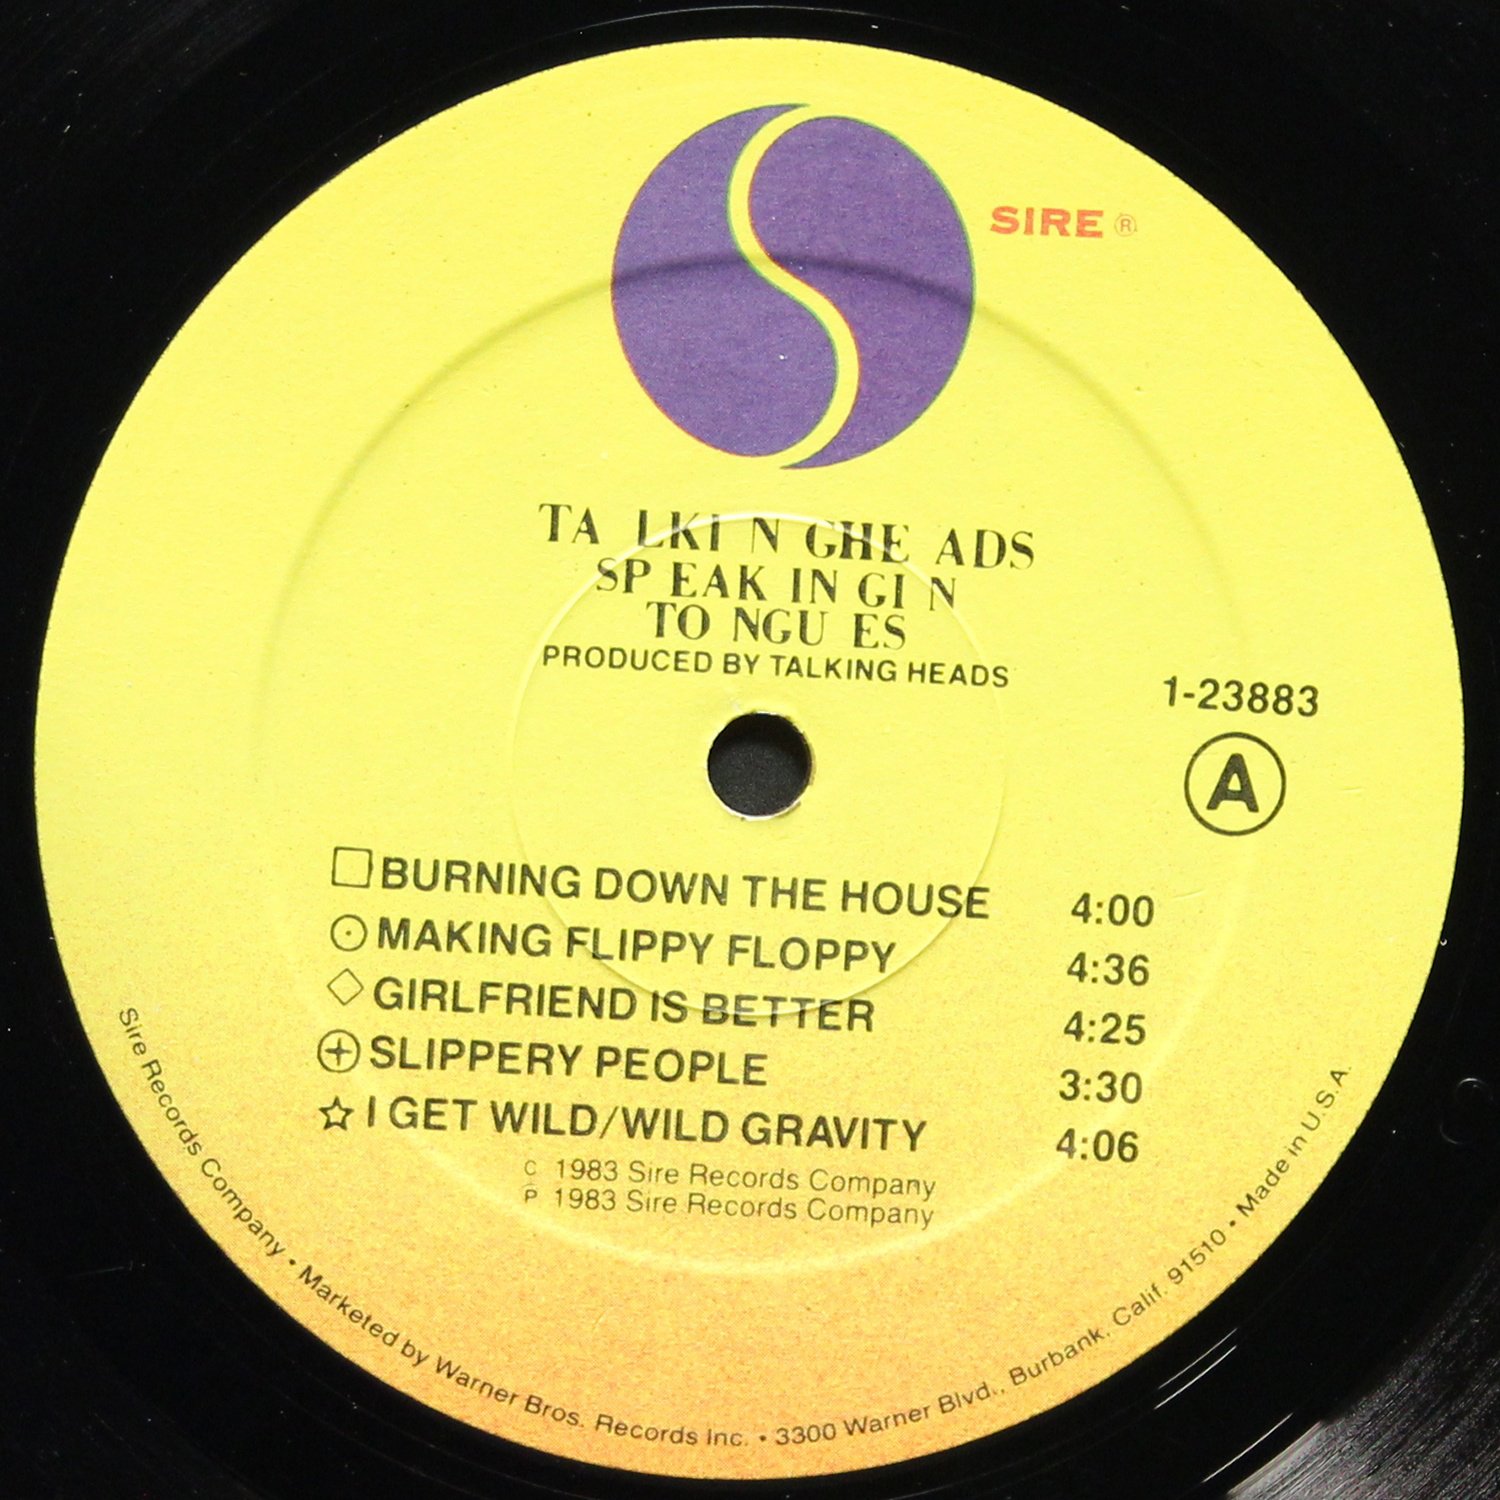 SIRE ®
TA LKI N GHE ADS
SP EAK IN GI N
TO NGU ES
PRODUCED BY TALKING HEADS
1-23883
A
BURNING DOWN THE HOUSE 4:00
MAKING FLIPPY FLOPPY 4:36
GIRLFRIEND IS BETTER 4:25
SLIPPERY PEOPLE 3:30
I GET WILD/WILD GRAVITY 4:06
C 1983 Sire Records Company
P 1983 Sire Records Company
Sire Records Company • Marketed by Warner Bros. Records Inc. • 3300 Warner Blvd., Burbank, Calif. 91510 • Made in U.S.A.